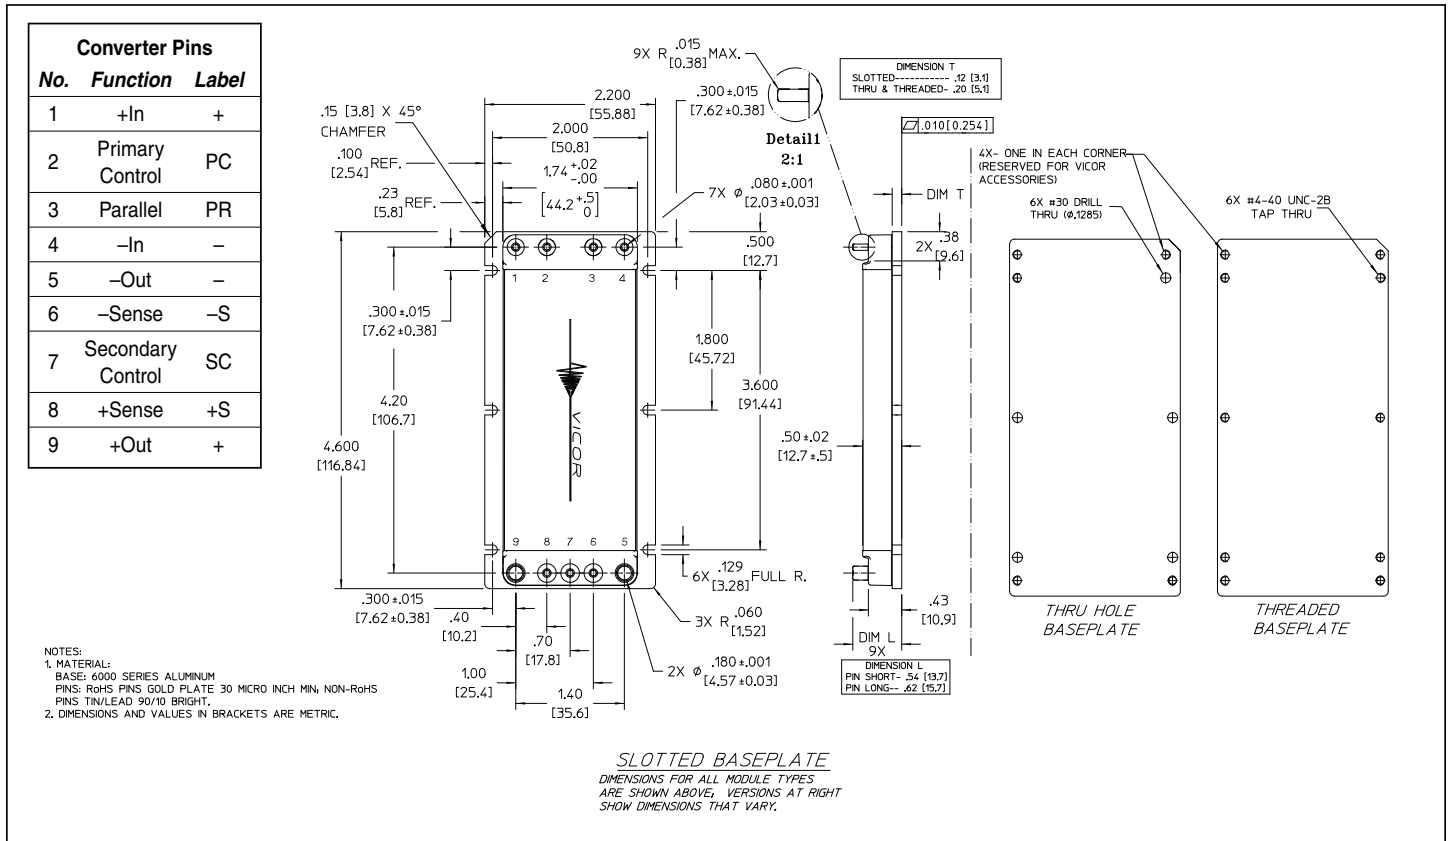 Converter Pins
No. Function Label
1 +In +
2 Primary Control PC
3 Parallel PR
4 –In –
5 –Out –
6 –Sense –S
7 Secondary Control SC
8 +Sense +S
9 +Out +
NOTES:
1. MATERIAL:
BASE: 6000 SERIES ALUMINUM
PINS: RoHS PINS GOLD PLATE 30 MICRO INCH MIN; NON-RoHS
PINS TIN/LEAD 90/10 BRIGHT.
2. DIMENSIONS AND VALUES IN BRACKETS ARE METRIC.
.15 [3.8] X 45°
CHAMFER
.100
[2.54] REF.
.23
[5.8] REF.
2.200
[55.88]
2.000
[50.8]
1.74 +.02 -.00
[44.2 +.5 0]
.300 ±.015
[7.62 ±0.38]
9X R .015 [0.38] MAX.
Detail1
2:1
7X ⌀ .080 ±.001
[2.03 ±0.03]
.500
[12.7]
1 2 3 4
.300 ±.015
[7.62 ±0.38]
4.20
[106.7]
4.600
[116.84]
1.800
[45.72]
3.600
[91.44]
VICOR
9 8 7 6 5
6X .129 [3.28] FULL R.
3X R .060
[1.52]
2X ⌀ .180 ±.001
[4.57 ±0.03]
.300 ±.015
[7.62 ±0.38]
.40
[10.2]
.70
[17.8]
1.00
[25.4]
1.40
[35.6]
DIMENSION T
SLOTTED----------- .12 [3.1]
THRU & THREADED- .20 [5.1]
.010[0.254]
DIM T
2X .38
[9.6]
.50 ±.02
[12.7 ±.5]
.43
[10.9]
DIM L
9X
DIMENSION L
PIN SHORT- .54 [13.7]
PIN LONG-- .62 [15.7]
4X- ONE IN EACH CORNER
(RESERVED FOR VICOR
ACCESSORIES)
6X #30 DRILL
THRU (⌀.1285)
6X #4-40 UNC-2B
TAP THRU
THRU HOLE
BASEPLATE
THREADED
BASEPLATE
SLOTTED BASEPLATE
DIMENSIONS FOR ALL MODULE TYPES
ARE SHOWN ABOVE; VERSIONS AT RIGHT
SHOW DIMENSIONS THAT VARY.